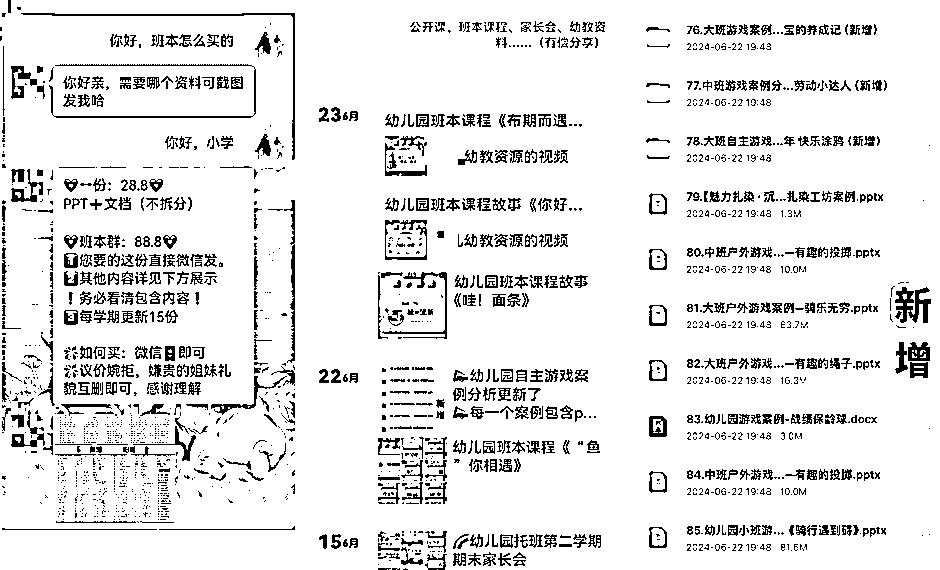 你好，班本怎么买的
你好亲，需要哪个资料可戳图
发我哈
你好，小学
一份：28.8
PPT＋文档（不拆分）
班本群：88.8
1您要的这份直接微信发。
2其他内容详见下方展示
！务必看清包含内容！
3每学期更新15份
如何买：微信即可
议价婉拒，嫌贵的姐妹礼
貌互删即可，感谢理解
公开课、班本课程、家长会、幼教资
料……（有偿分享）
23 6月
幼儿园班本课程《布期而遇...
幼教资源的视频
幼儿园班本课程故事《你好...
幼教资源的视频
幼儿园班本课程故事
《哇！面条》
22 6月
幼儿园自主游戏案
例分析更新了
每一个案例包含p...
幼儿园班本课程《“鱼
”你相遇》
15 6月
幼儿园托班第二学期
期末家长会
76.大班游戏案例...宝的养成记（新增）
2024-06-22 19:48
77.中班游戏案例分...劳动小达人（新增）
2024-06-22 19:48
78.大班自主游戏...年 快乐涂鸦（新增）
2024-06-22 19:48
79.【魅力扎染·沉...扎染工坊案例.pptx
2024-06-22 19:48 1.3M
80.中班户外游戏...—有趣的投掷.pptx
2024-06-22 19:48 10.0M
81.大班户外游戏案例—骑乐无穷.pptx
2024-06-22 19:48 63.7M
82.大班户外游戏...—有趣的绳子.pptx
2024-06-22 19:48 16.3M
83.幼儿园游戏案例-战绩保龄球.docx
2024-06-22 19:48 3.0M
84.中班户外游戏...—有趣的投掷.pptx
2024-06-22 19:48 10.0M
85.幼儿园小班游...《骑行遇到碍》.pptx
2024-06-22 19:48 81.6M
新
增